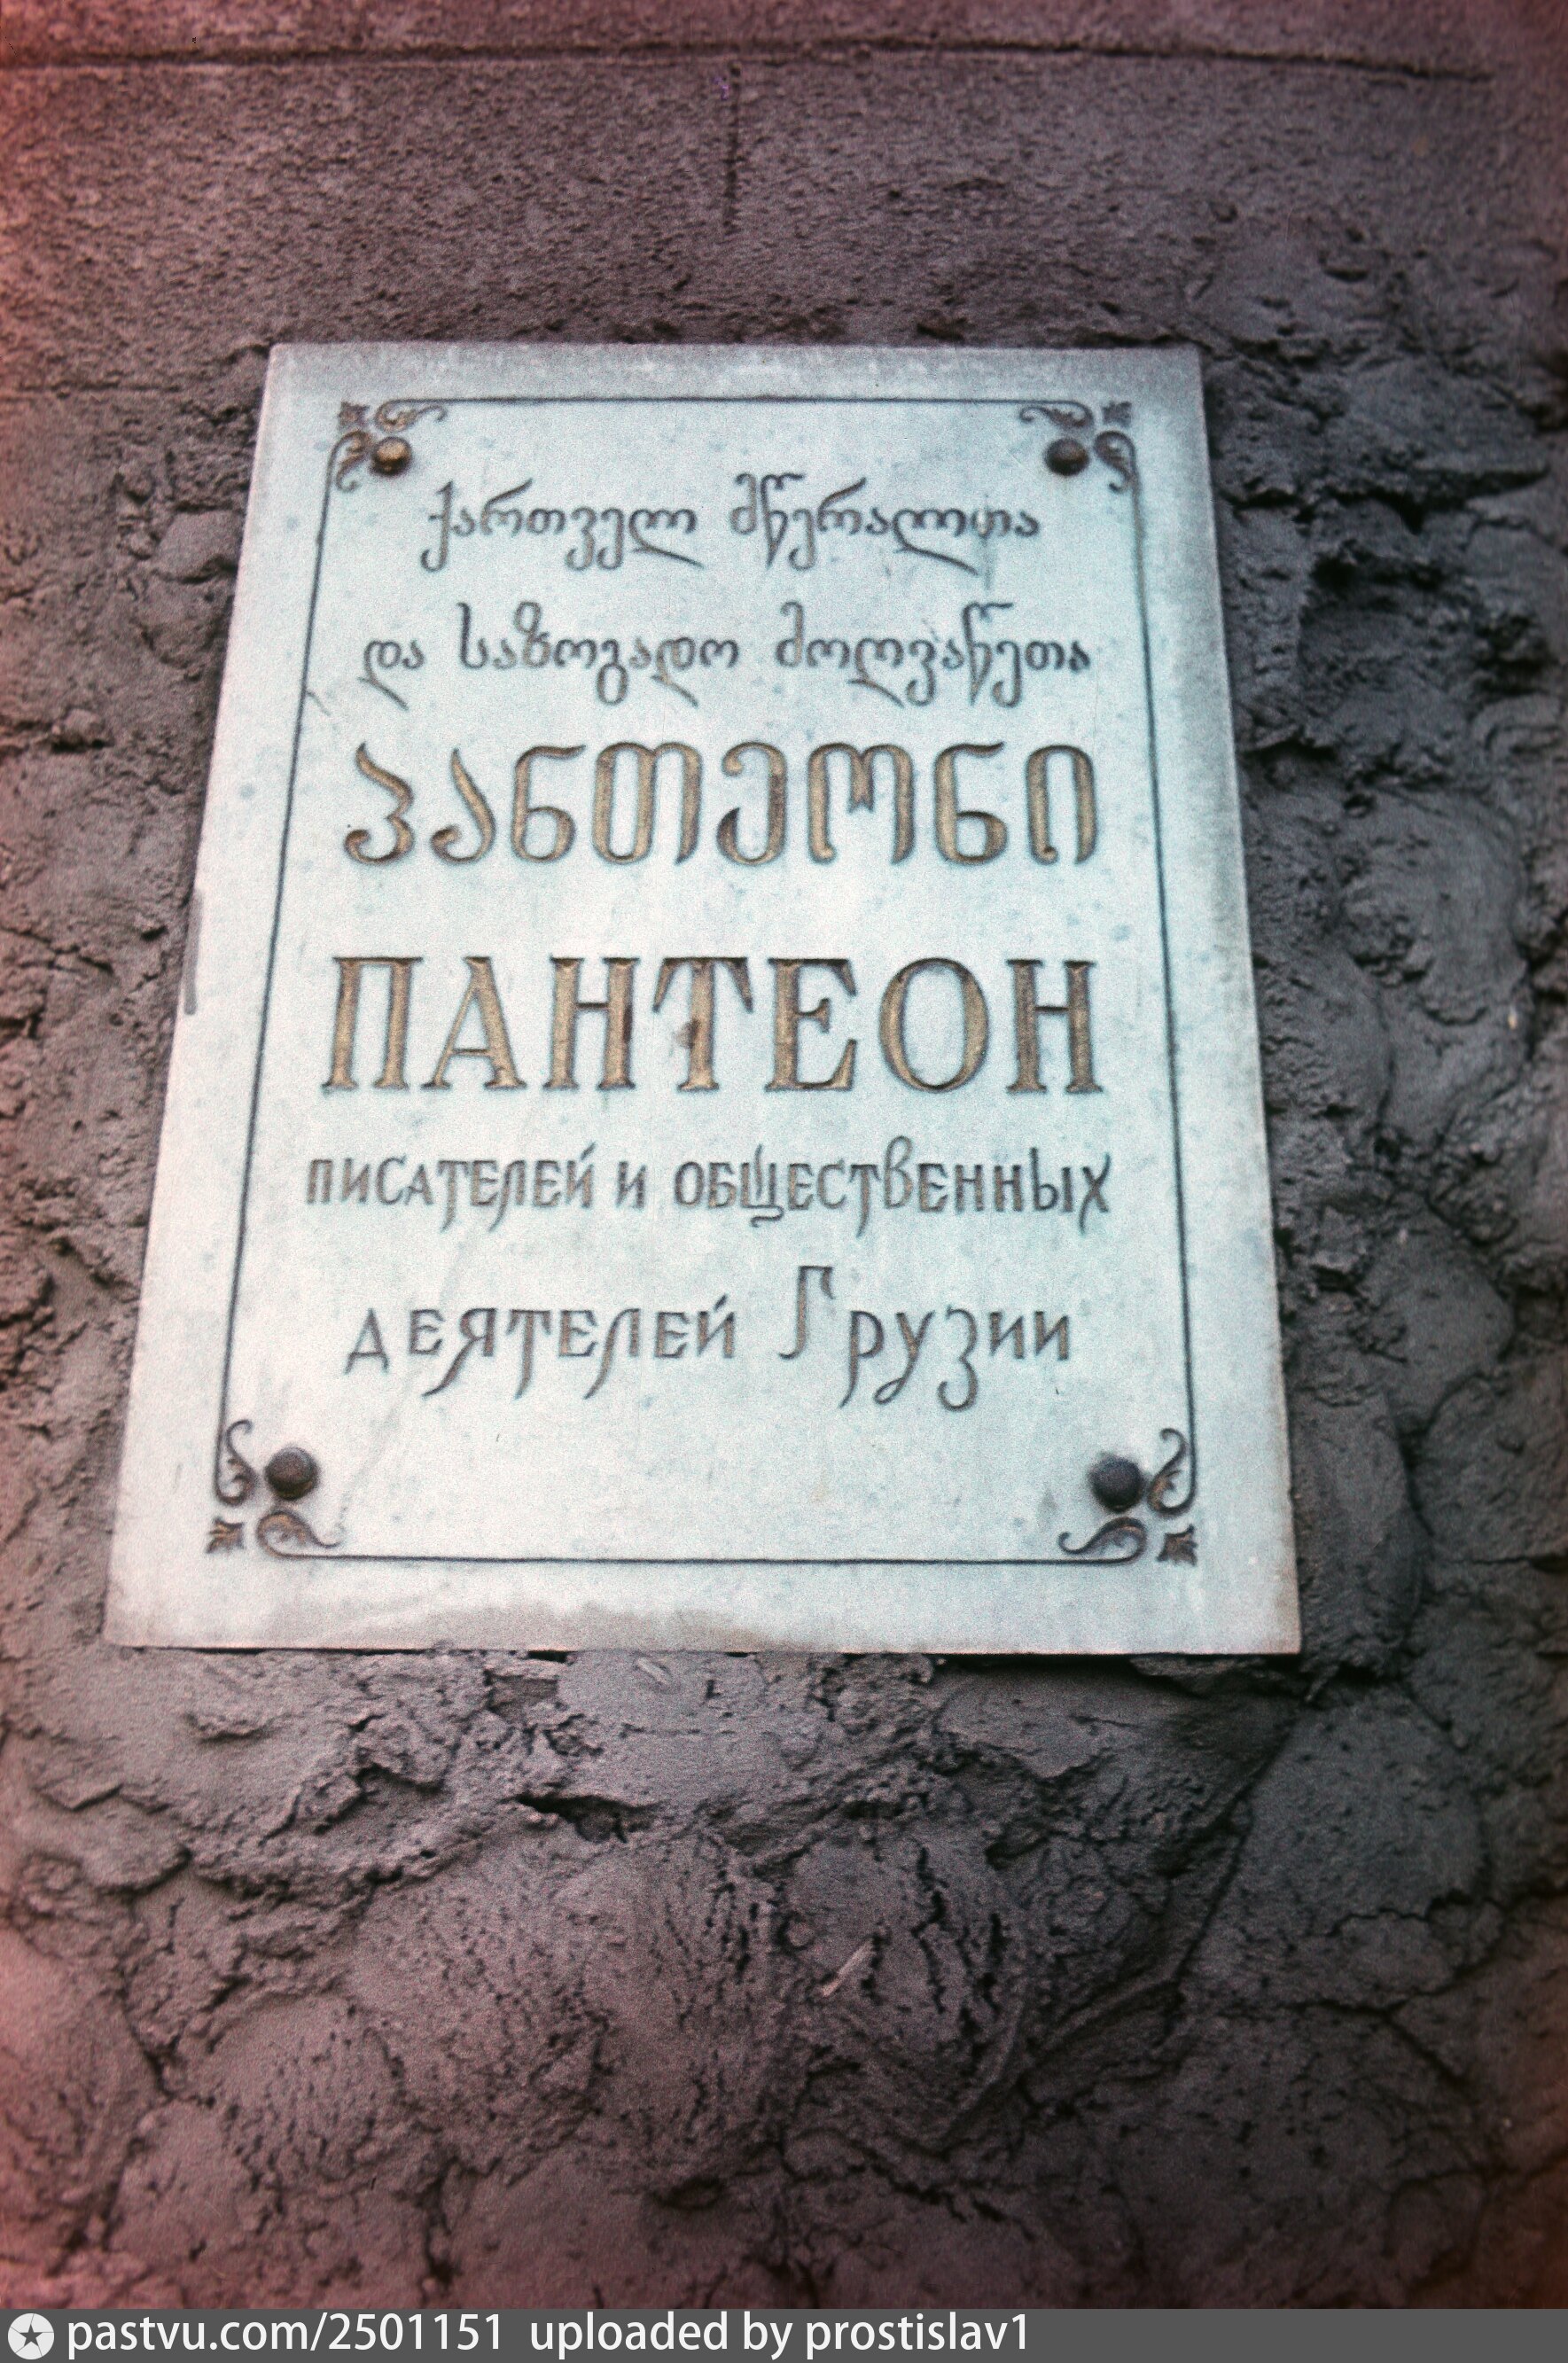 ქართველ მწერალთა
და საზოგადო მოღვაწეთა
პანთეონი
ПАНТЕОН
ПИСАТЕЛЕЙ И ОБЩЕСТВЕННЫХ
ДЕЯТЕЛЕЙ ГРУЗИИ
pastvu.com/2501151 uploaded by prostislav1